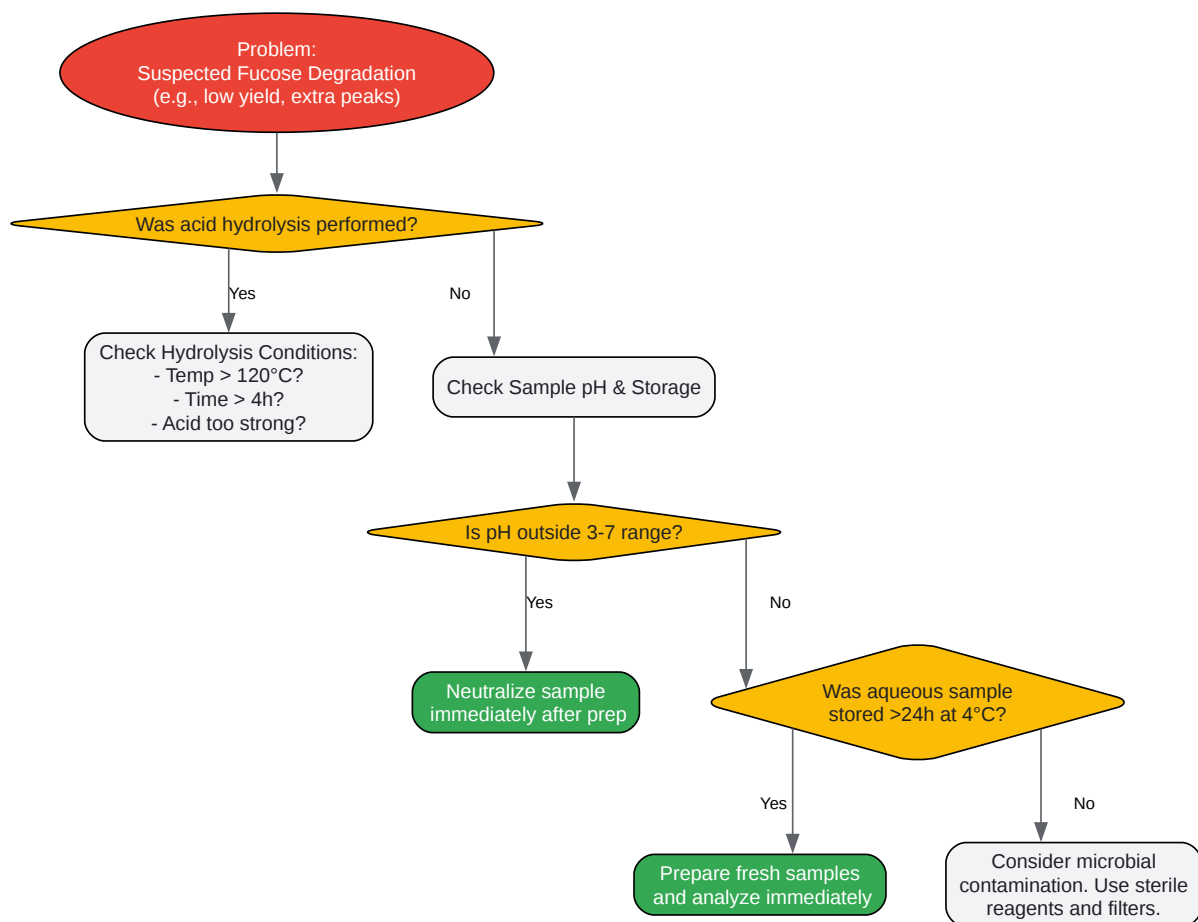 Problem:
Suspected Fucose Degradation
(e.g., low yield, extra peaks)
Was acid hydrolysis performed?
Yes
No
Check Hydrolysis Conditions:
- Temp > 120°C?
- Time > 4h?
- Acid too strong?
Check Sample pH & Storage
Is pH outside 3-7 range?
Yes
No
Neutralize sample
immediately after prep
Was aqueous sample
stored >24h at 4°C?
Yes
No
Prepare fresh samples
and analyze immediately
Consider microbial
contamination. Use sterile
reagents and filters.